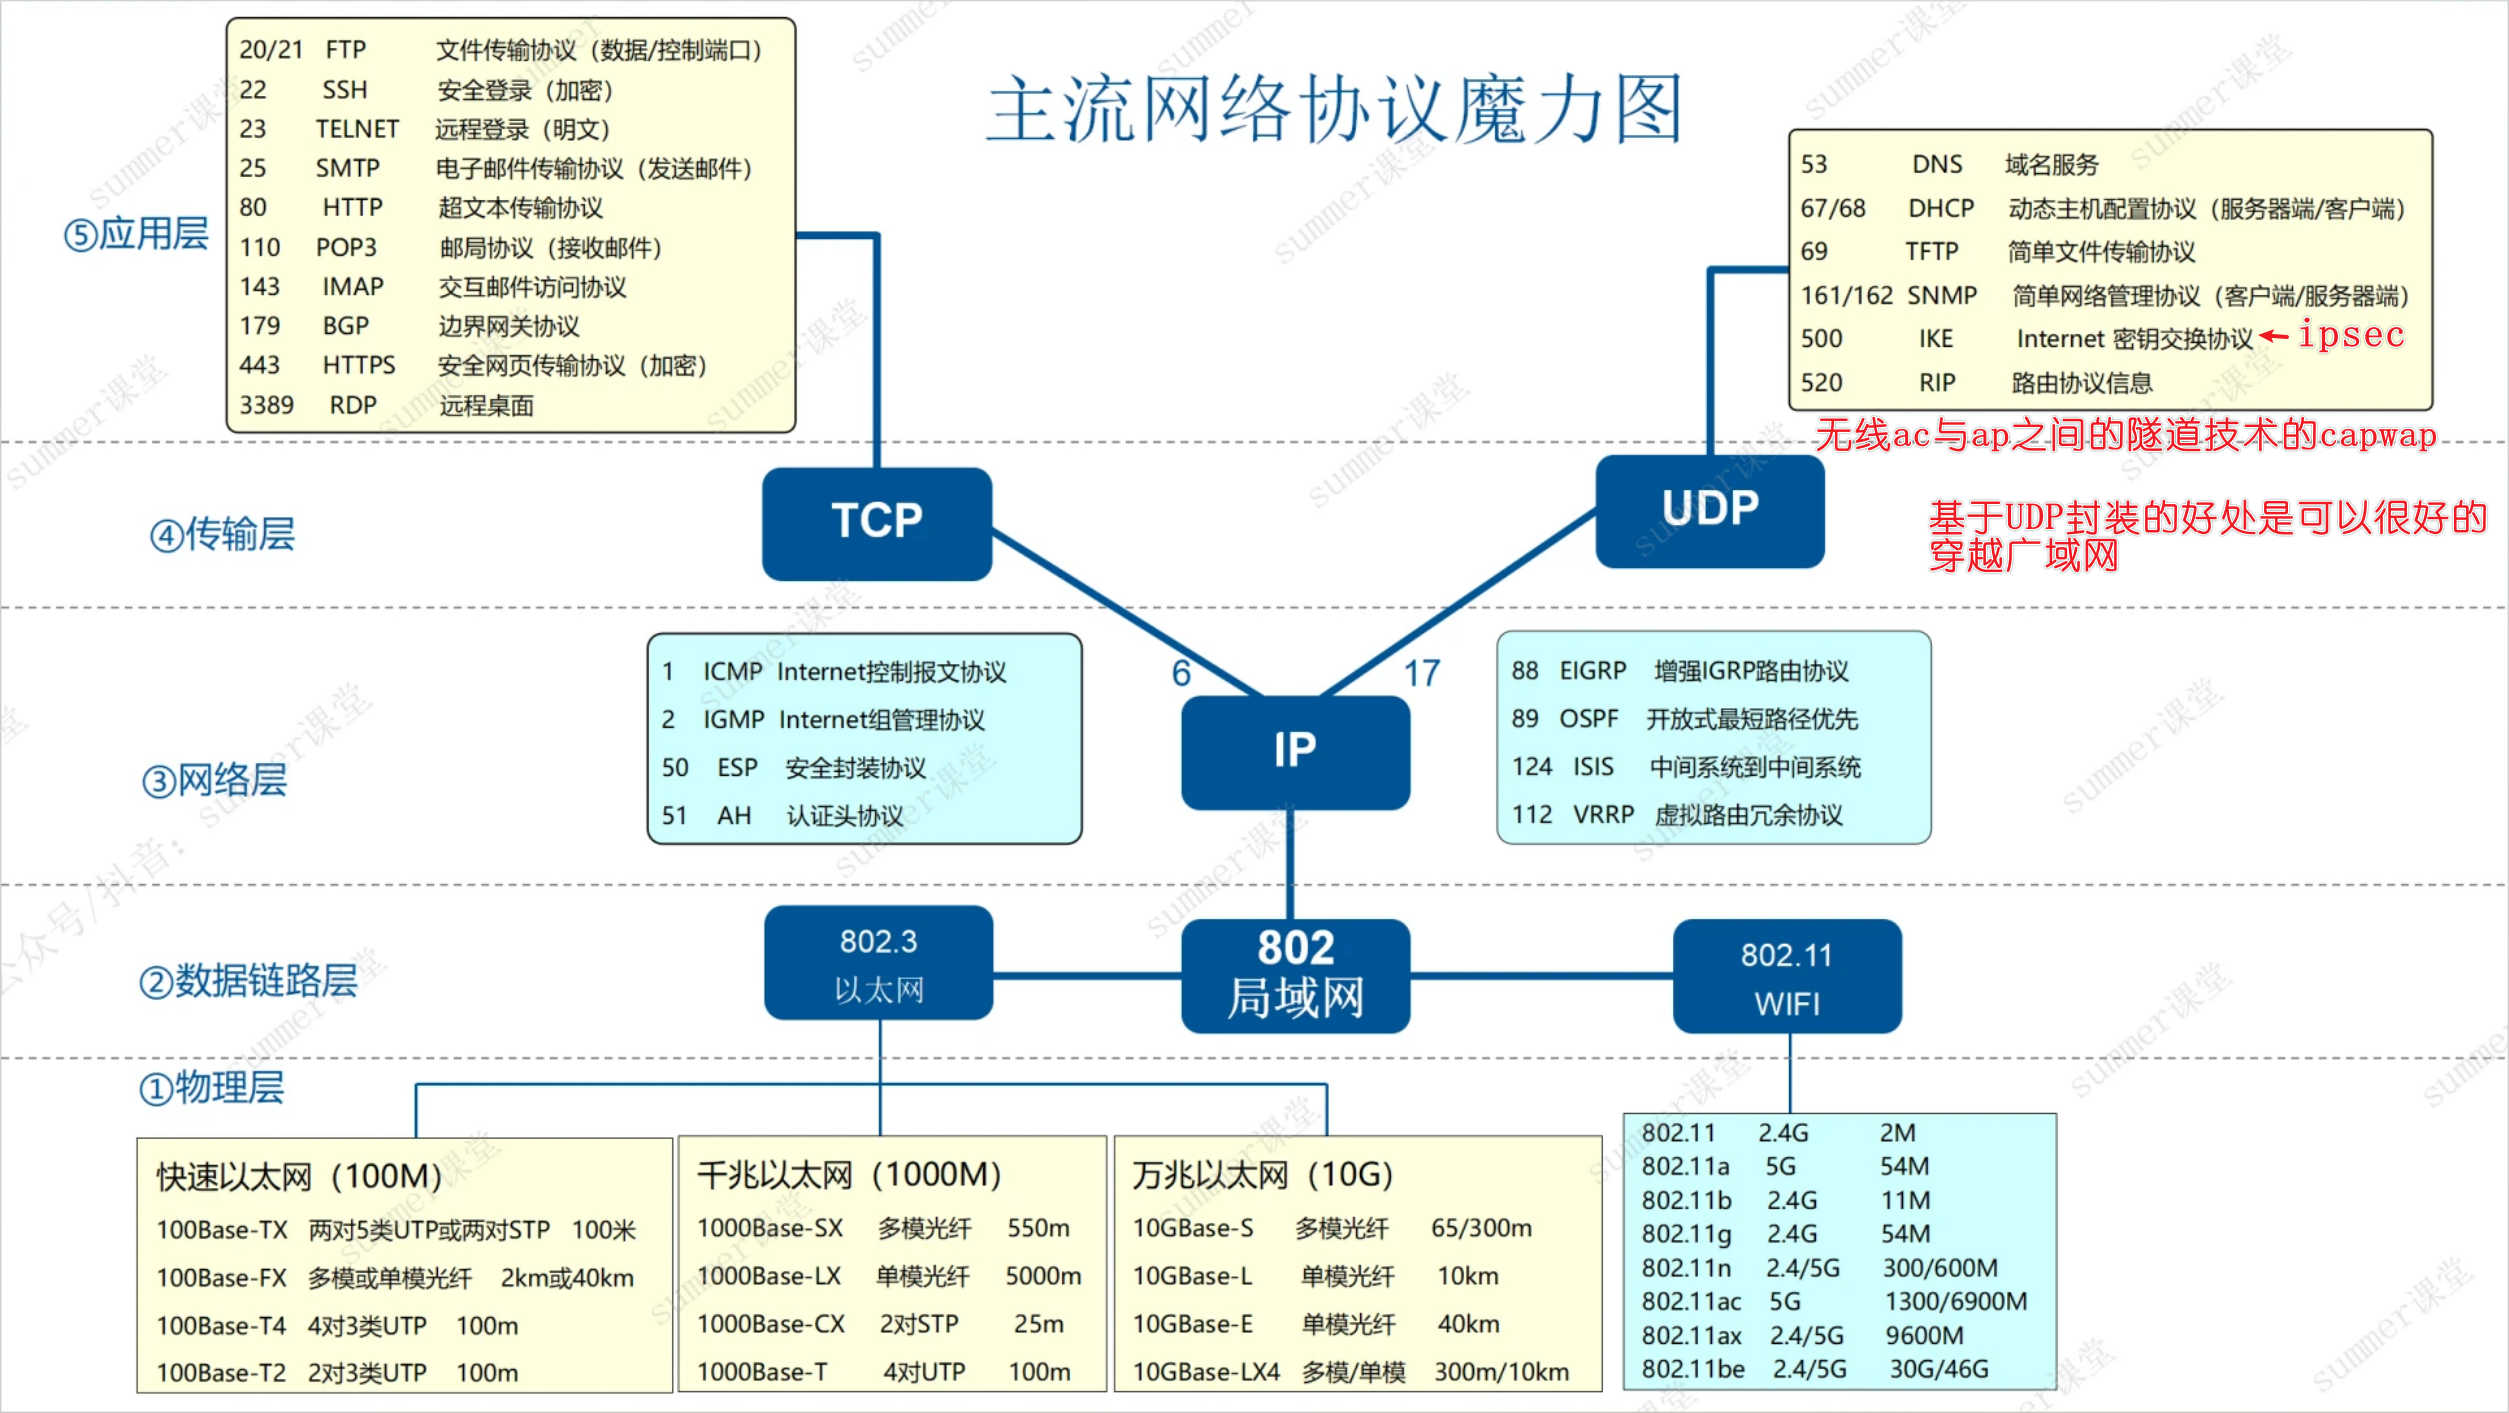 主流网络协议魔力图
⑤应用层
20/21 FTP 文件传输协议（数据/控制端口）
22 SSH 安全登录（加密）
23 TELNET 远程登录（明文）
25 SMTP 电子邮件传输协议（发送邮件）
80 HTTP 超文本传输协议
110 POP3 邮局协议（接收邮件）
143 IMAP 交互邮件访问协议
179 BGP 边界网关协议
443 HTTPS 安全网页传输协议（加密）
3389 RDP 远程桌面
53 DNS 域名服务
67/68 DHCP 动态主机配置协议（服务器端/客户端）
69 TFTP 简单文件传输协议
161/162 SNMP 简单网络管理协议（客户端/服务器端）
500 IKE Internet 密钥交换协议 ← ipsec
520 RIP 路由协议信息
无线ac与ap之间的隧道技术的capwap
④传输层
TCP
UDP
基于UDP封装的好处是可以很好的
穿越广域网
③网络层
1 ICMP Internet控制报文协议
2 IGMP Internet组管理协议
50 ESP 安全封装协议
51 AH 认证头协议
6
17
IP
88 EIGRP 增强IGRP路由协议
89 OSPF 开放式最短路径优先
124 ISIS 中间系统到中间系统
112 VRRP 虚拟路由冗余协议
②数据链路层
802.3
以太网
802
局域网
802.11
WIFI
①物理层
快速以太网（100M）
100Base-TX 两对5类UTP或两对STP 100米
100Base-FX 多模或单模光纤 2km或40km
100Base-T4 4对3类UTP 100m
100Base-T2 2对3类UTP 100m
千兆以太网（1000M）
1000Base-SX 多模光纤 550m
1000Base-LX 单模光纤 5000m
1000Base-CX 2对STP 25m
1000Base-T 4对UTP 100m
万兆以太网（10G）
10GBase-S 多模光纤 65/300m
10GBase-L 单模光纤 10km
10GBase-E 单模光纤 40km
10GBase-LX4 多模/单模 300m/10km
802.11 2.4G 2M
802.11a 5G 54M
802.11b 2.4G 11M
802.11g 2.4G 54M
802.11n 2.4/5G 300/600M
802.11ac 5G 1300/6900M
802.11ax 2.4/5G 9600M
802.11be 2.4/5G 30G/46G
公众号/抖音：summer课堂